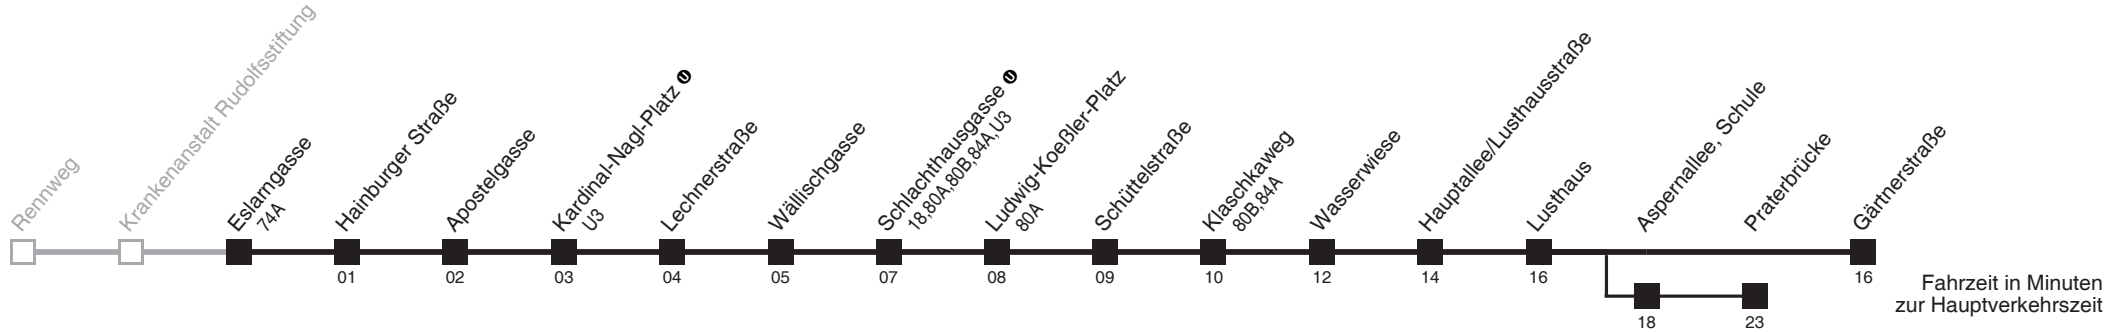 Rennweg
Krankenanstalt Rudolfsstiftung
Eslarngasse
74A
Hainburger Straße
Apostelgasse
Kardinal-Nagl-Platz U
U3
Lechnerstraße
Wällischgasse
Schlachthausgasse U
18,80A,80B,84A,U3
Ludwig-Koeßler-Platz
80A
Schüttelstraße
Klaschkaweg
80B,84A
Wasserwiese
Hauptallee/Lusthausstraße
Lusthaus
Aspernallee, Schule
Praterbrücke
Gärtnerstraße
01
02
03
04
05
07
08
09
10
12
14
16
16
18
23
Fahrzeit in Minuten
zur Hauptverkehrszeit